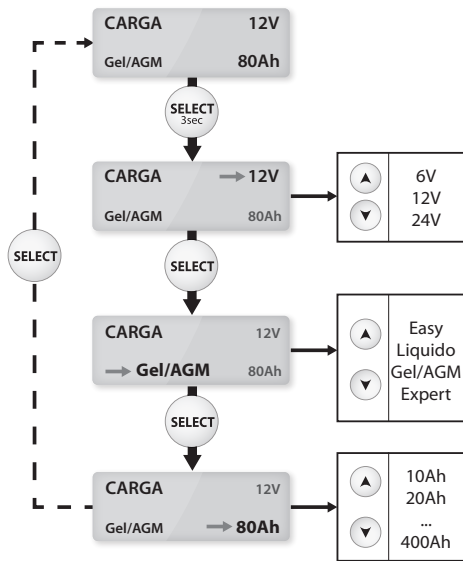 CARGA 12V
Gel/AGM 80Ah
SELECT
3sec
CARGA 12V
Gel/AGM 80Ah
6V
12V
24V
SELECT
SELECT
CARGA 12V
Gel/AGM 80Ah
Easy
Liquido
Gel/AGM
Expert
SELECT
CARGA 12V
Gel/AGM 80Ah
10Ah
20Ah
...
400Ah